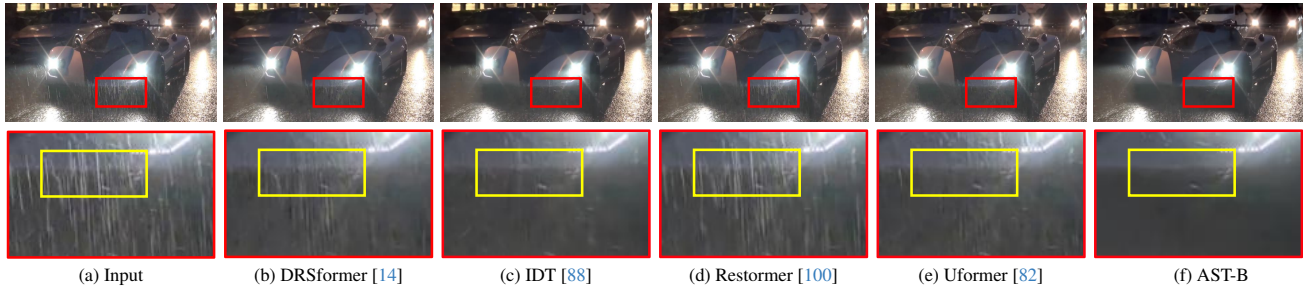 (a) Input
(b) DRSformer [14]
(c) IDT [88]
(d) Restormer [100]
(e) Uformer [82]
(f) AST-B